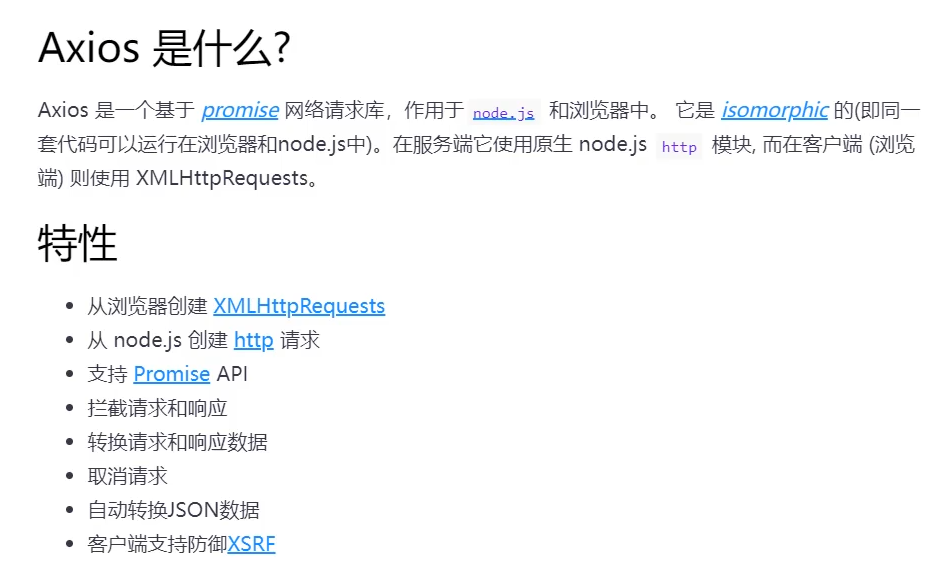 Axios 是什么?
Axios 是一个基于 promise 网络请求库，作用于 node.js 和浏览器中。 它是 isomorphic 的(即同一
套代码可以运行在浏览器和node.js中)。在服务端它使用原生 node.js http 模块, 而在客户端 (浏览
端) 则使用 XMLHttpRequests。
特性
• 从浏览器创建 XMLHttpRequests
• 从 node.js 创建 http 请求
• 支持 Promise API
• 拦截请求和响应
• 转换请求和响应数据
• 取消请求
• 自动转换JSON数据
• 客户端支持防御XSRF